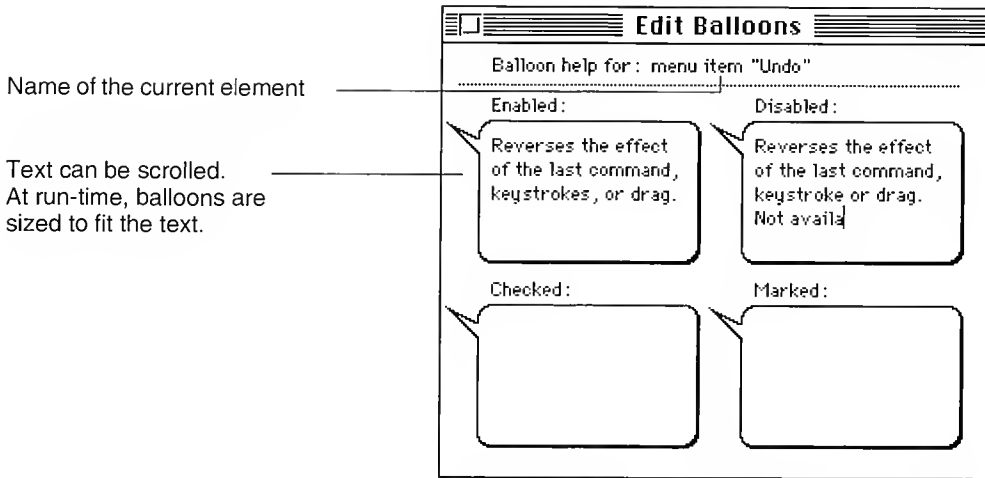 Edit Balloons
Balloon help for: menu item "Undo"
Name of the current element
Enabled:
Disabled:
Reverses the effect
of the last command,
keystrokes, or drag.
Reverses the effect
of the last command,
keystroke or drag.
Not availa
Text can be scrolled.
At run-time, balloons are
sized to fit the text.
Checked:
Marked: